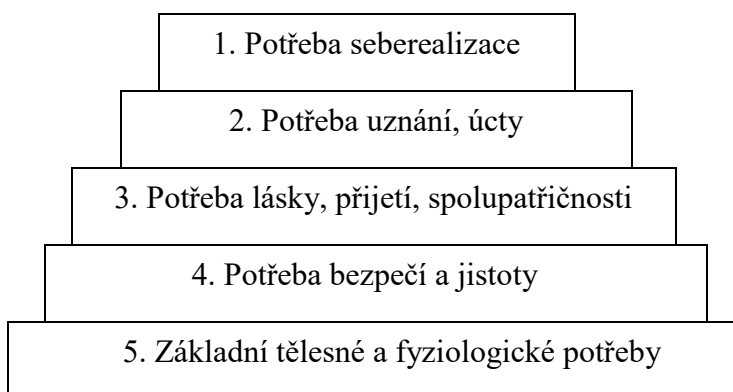 1. Potřeba seberealizace
2. Potřeba uznání, úcty
3. Potřeba lásky, přijetí, spolupatřičnosti
4. Potřeba bezpečí a jistoty
5. Základní tělesné a fyziologické potřeby